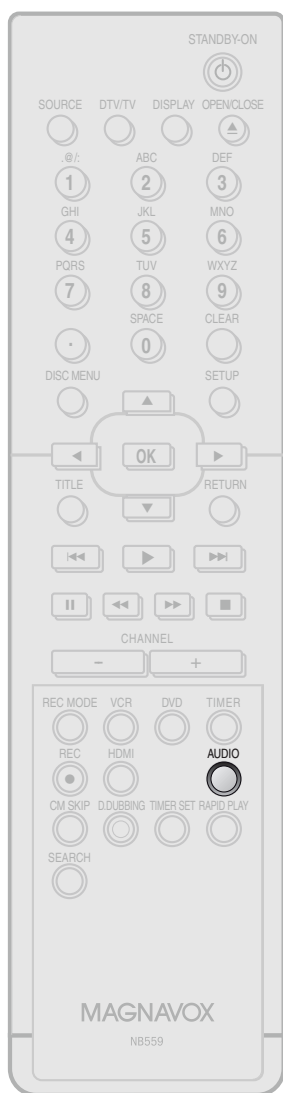 STANDBY-ON
SOURCE DTV/TV DISPLAY OPEN/CLOSE
.@/: ABC DEF
1 2 3
GHI JKL MNO
4 5 6
PQRS TUV WXYZ
7 8 9
SPACE CLEAR
. 0
DISC MENU SETUP
OK
TITLE RETURN
CHANNEL
– +
REC MODE VCR DVD TIMER
REC HDMI AUDIO
CM SKIP D.DUBBING TIMER SET RAPID PLAY
SEARCH
MAGNAVOX
NB559